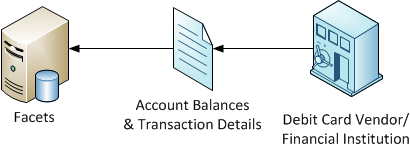 Facets
Account Balances
& Transaction Details
Debit Card Vendor/
Financial Institution